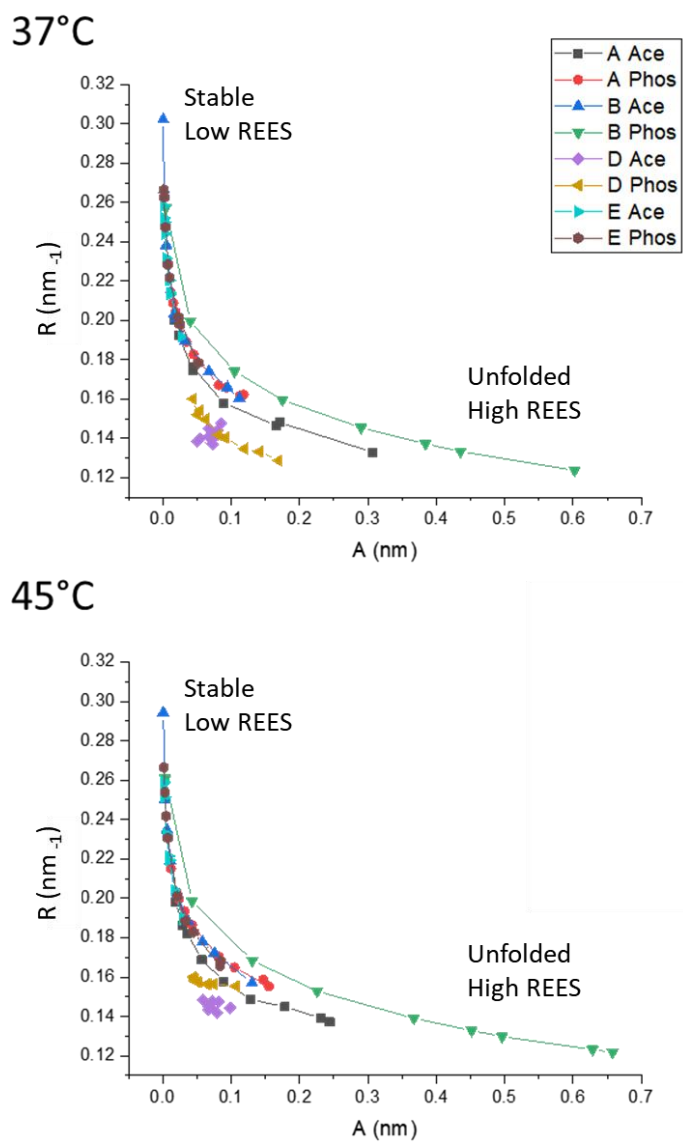 37°C
A Ace
A Phos
B Ace
B Phos
D Ace
D Phos
E Ace
E Phos
0.32
0.30
0.28
0.26
0.24
0.22
0.20
0.18
0.16
0.14
0.12
R (nm-1)
Stable
Low REES
Unfolded
High REES
0.0 0.1 0.2 0.3 0.4 0.5 0.6 0.7
A (nm)
45°C
0.32
0.30
0.28
0.26
0.24
0.22
0.20
0.18
0.16
0.14
0.12
R (nm-1)
Stable
Low REES
Unfolded
High REES
0.0 0.1 0.2 0.3 0.4 0.5 0.6 0.7
A (nm)